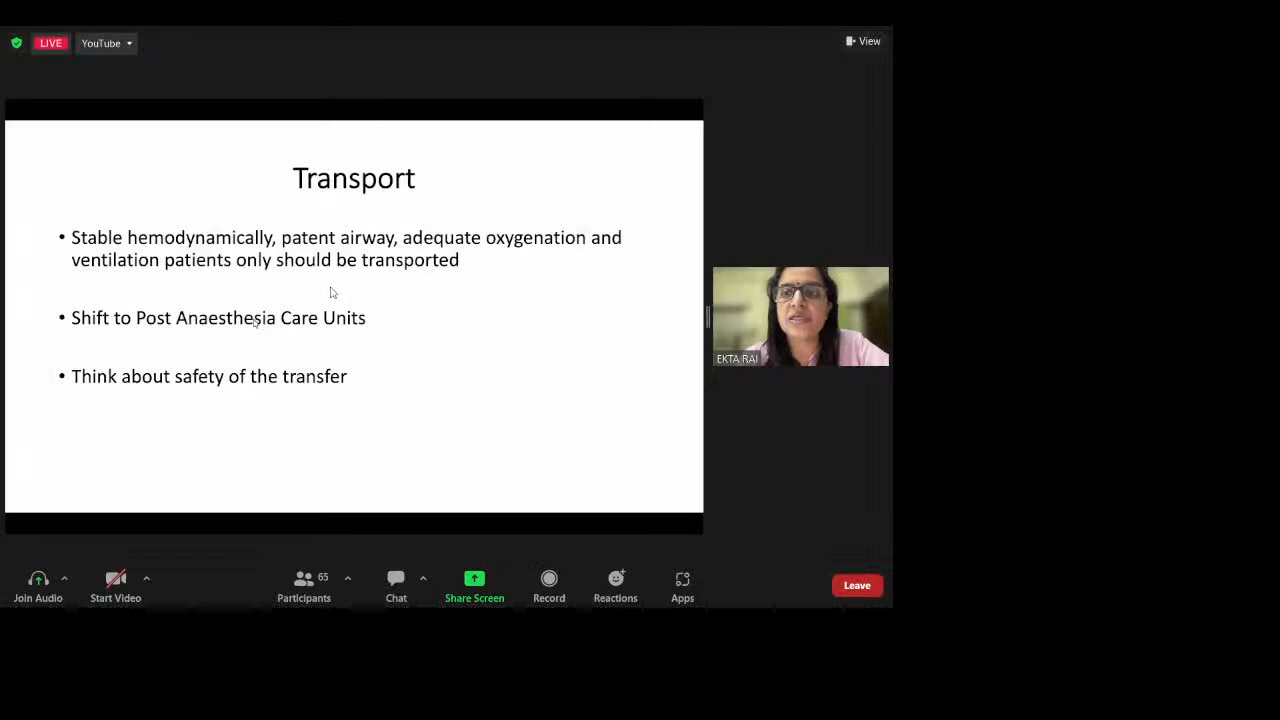 LIVE
YouTube
View
Transport
• Stable hemodynamically, patent airway, adequate oxygenation and
ventilation patients only should be transported
• Shift to Post Anaesthesia Care Units
• Think about safety of the transfer
EKTA RAI
65
Join Audio
Start Video
Participants
Chat
Share Screen
Record
Reactions
Apps
Leave